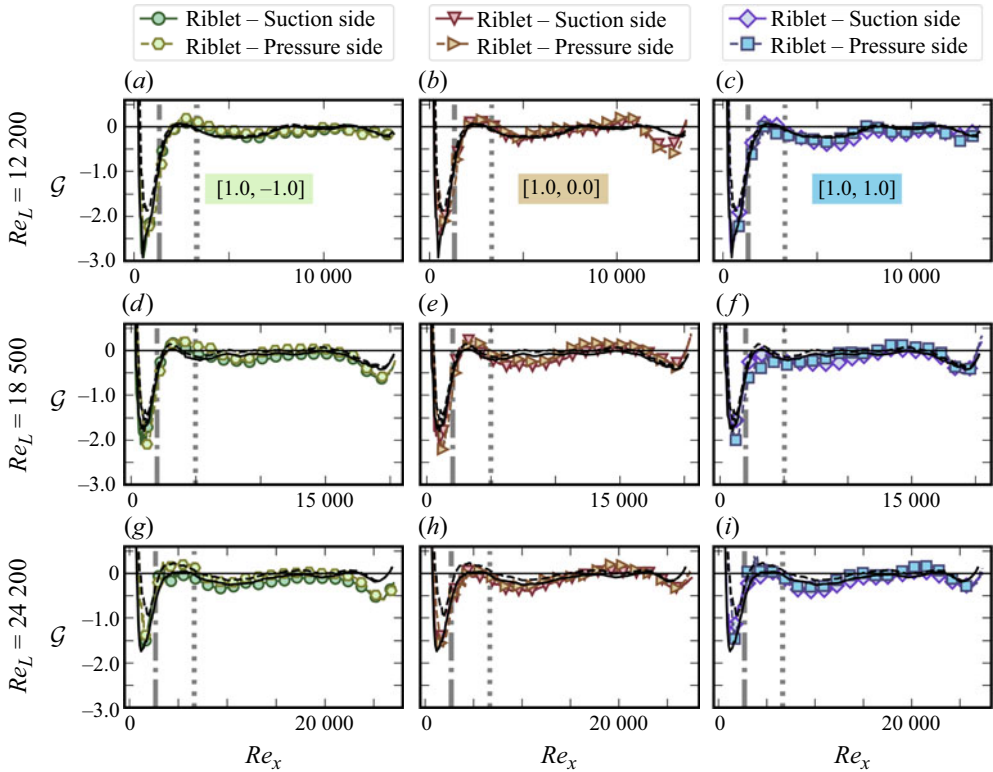 Riblet – Suction side
Riblet – Pressure side
Riblet – Suction side
Riblet – Pressure side
Riblet – Suction side
Riblet – Pressure side
(a)
(b)
(c)
Re_L = 12 200
𝒢
0
–1.0
–2.0
–3.0
[1.0, –1.0]
[1.0, 0.0]
[1.0, 1.0]
0
10 000
0
10 000
0
10 000
(d)
(e)
(f)
Re_L = 18 500
𝒢
0
–1.0
–2.0
–3.0
0
15 000
0
15 000
0
15 000
(g)
(h)
(i)
Re_L = 24 200
𝒢
0
–1.0
–2.0
–3.0
0
20 000
0
20 000
0
20 000
Re_x
Re_x
Re_x